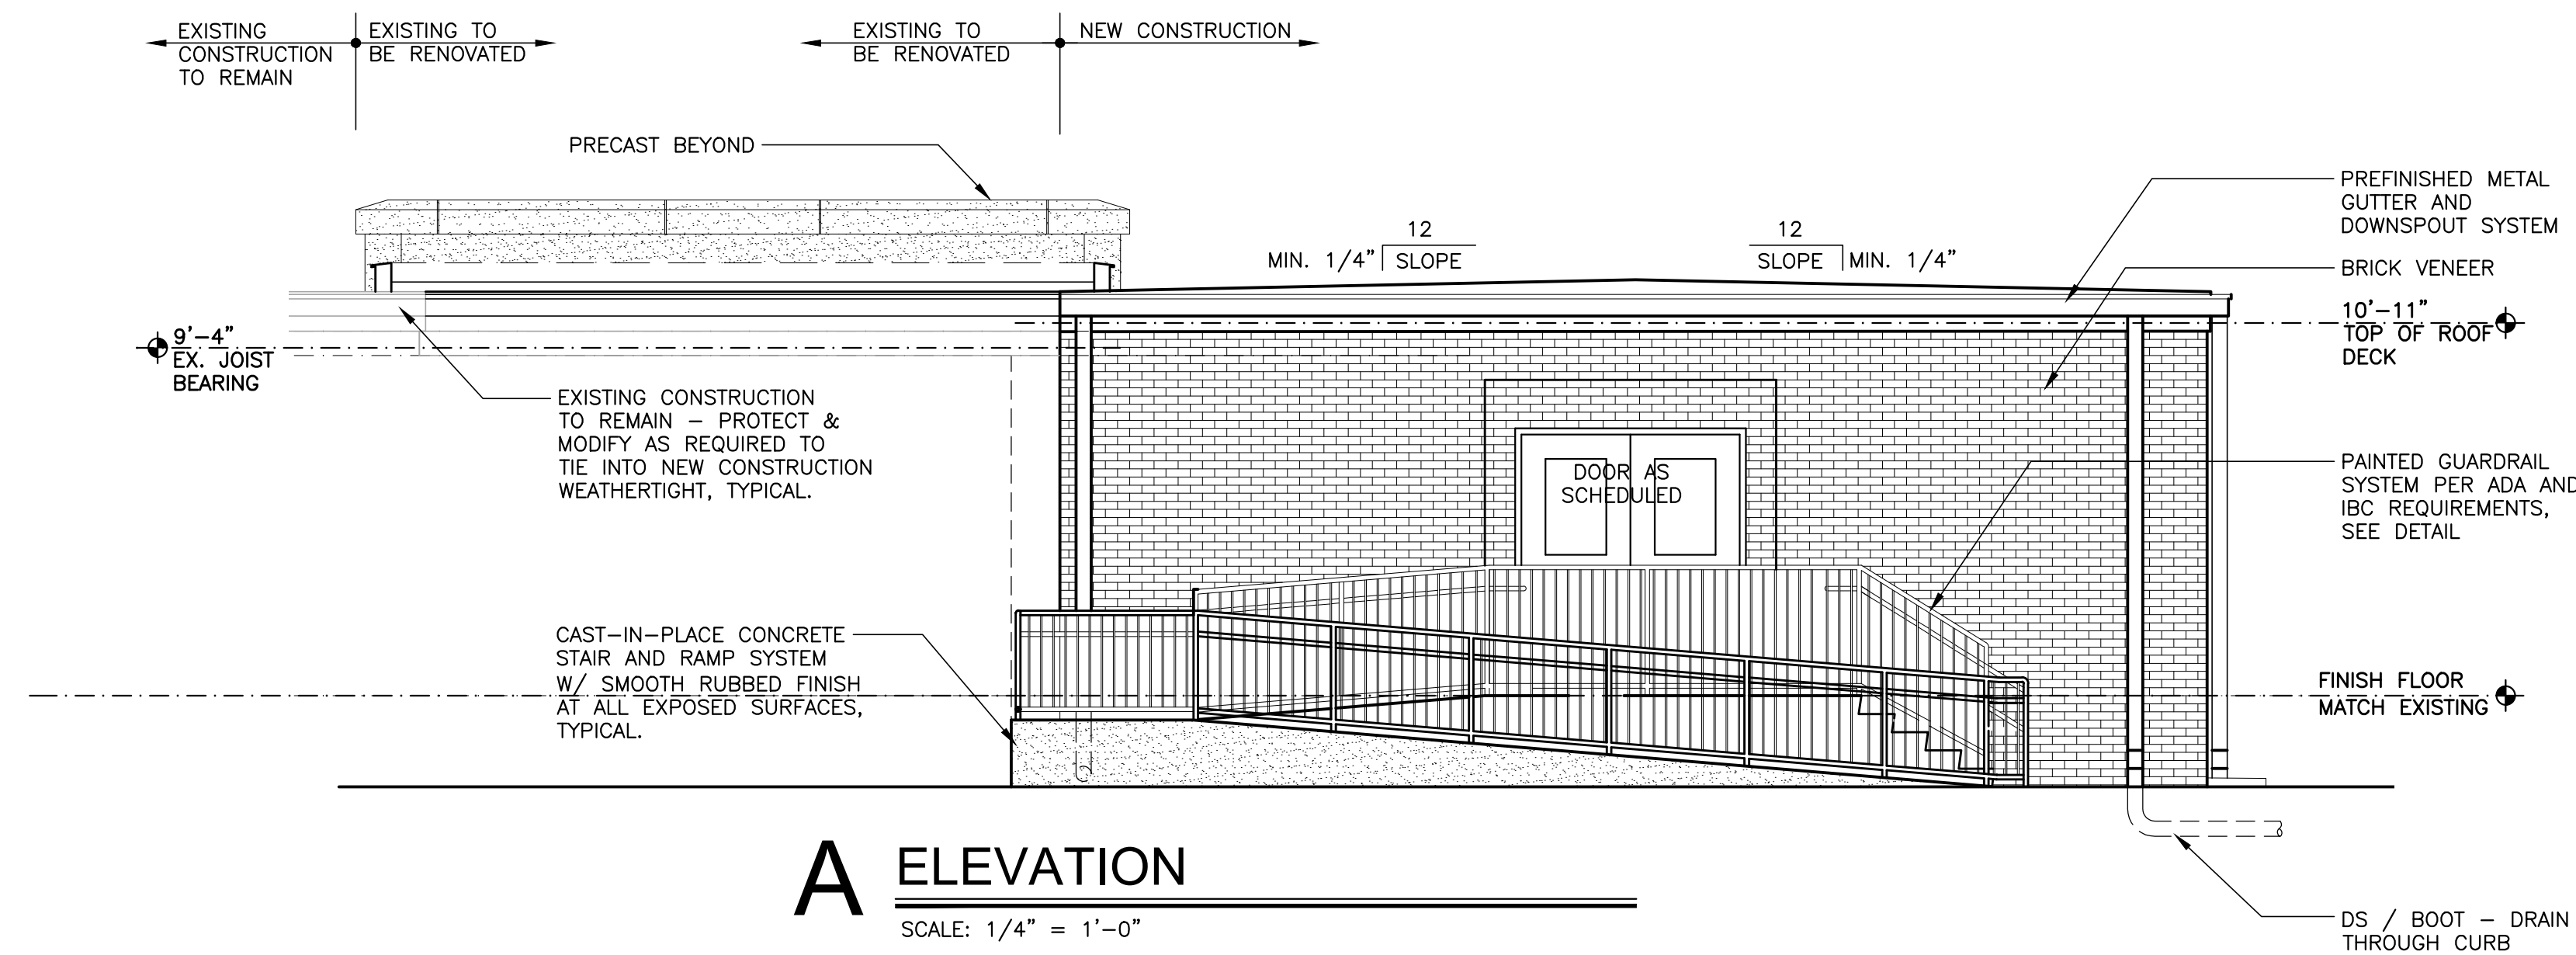 EXISTING
CONSTRUCTION
TO REMAIN
EXISTING TO
BE RENOVATED
EXISTING TO
BE RENOVATED
NEW CONSTRUCTION
PRECAST BEYOND
12
MIN. 1/4" SLOPE
12
SLOPE MIN. 1/4"
PREFINISHED METAL
GUTTER AND
DOWNSPOUT SYSTEM
BRICK VENEER
10'-11"
TOP OF ROOF
DECK
9'-4"
EX. JOIST
BEARING
EXISTING CONSTRUCTION
TO REMAIN – PROTECT &
MODIFY AS REQUIRED TO
TIE INTO NEW CONSTRUCTION
WEATHERTIGHT, TYPICAL.
DOOR AS
SCHEDULED
PAINTED GUARDRAIL
SYSTEM PER ADA AND
IBC REQUIREMENTS,
SEE DETAIL
CAST-IN-PLACE CONCRETE
STAIR AND RAMP SYSTEM
W/ SMOOTH RUBBED FINISH
AT ALL EXPOSED SURFACES,
TYPICAL.
FINISH FLOOR
MATCH EXISTING
A ELEVATION
SCALE: 1/4" = 1'-0"
DS / BOOT – DRAIN
THROUGH CURB